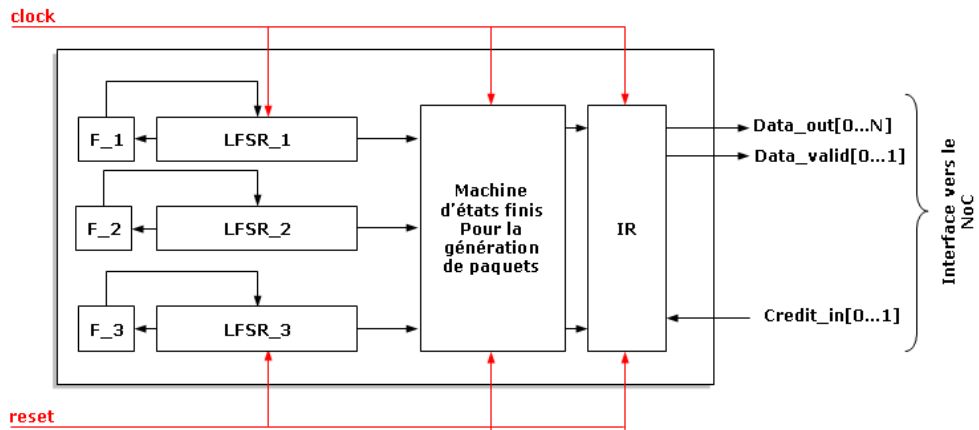 clock
F_1
LFSR_1
F_2
LFSR_2
F_3
LFSR_3
Machine
d'états finis
Pour la
génération
de paquets
IR
Data_out[0...N]
Data_valid[0...1]
Credit_in[0...1]
Interface vers le
NoC
reset